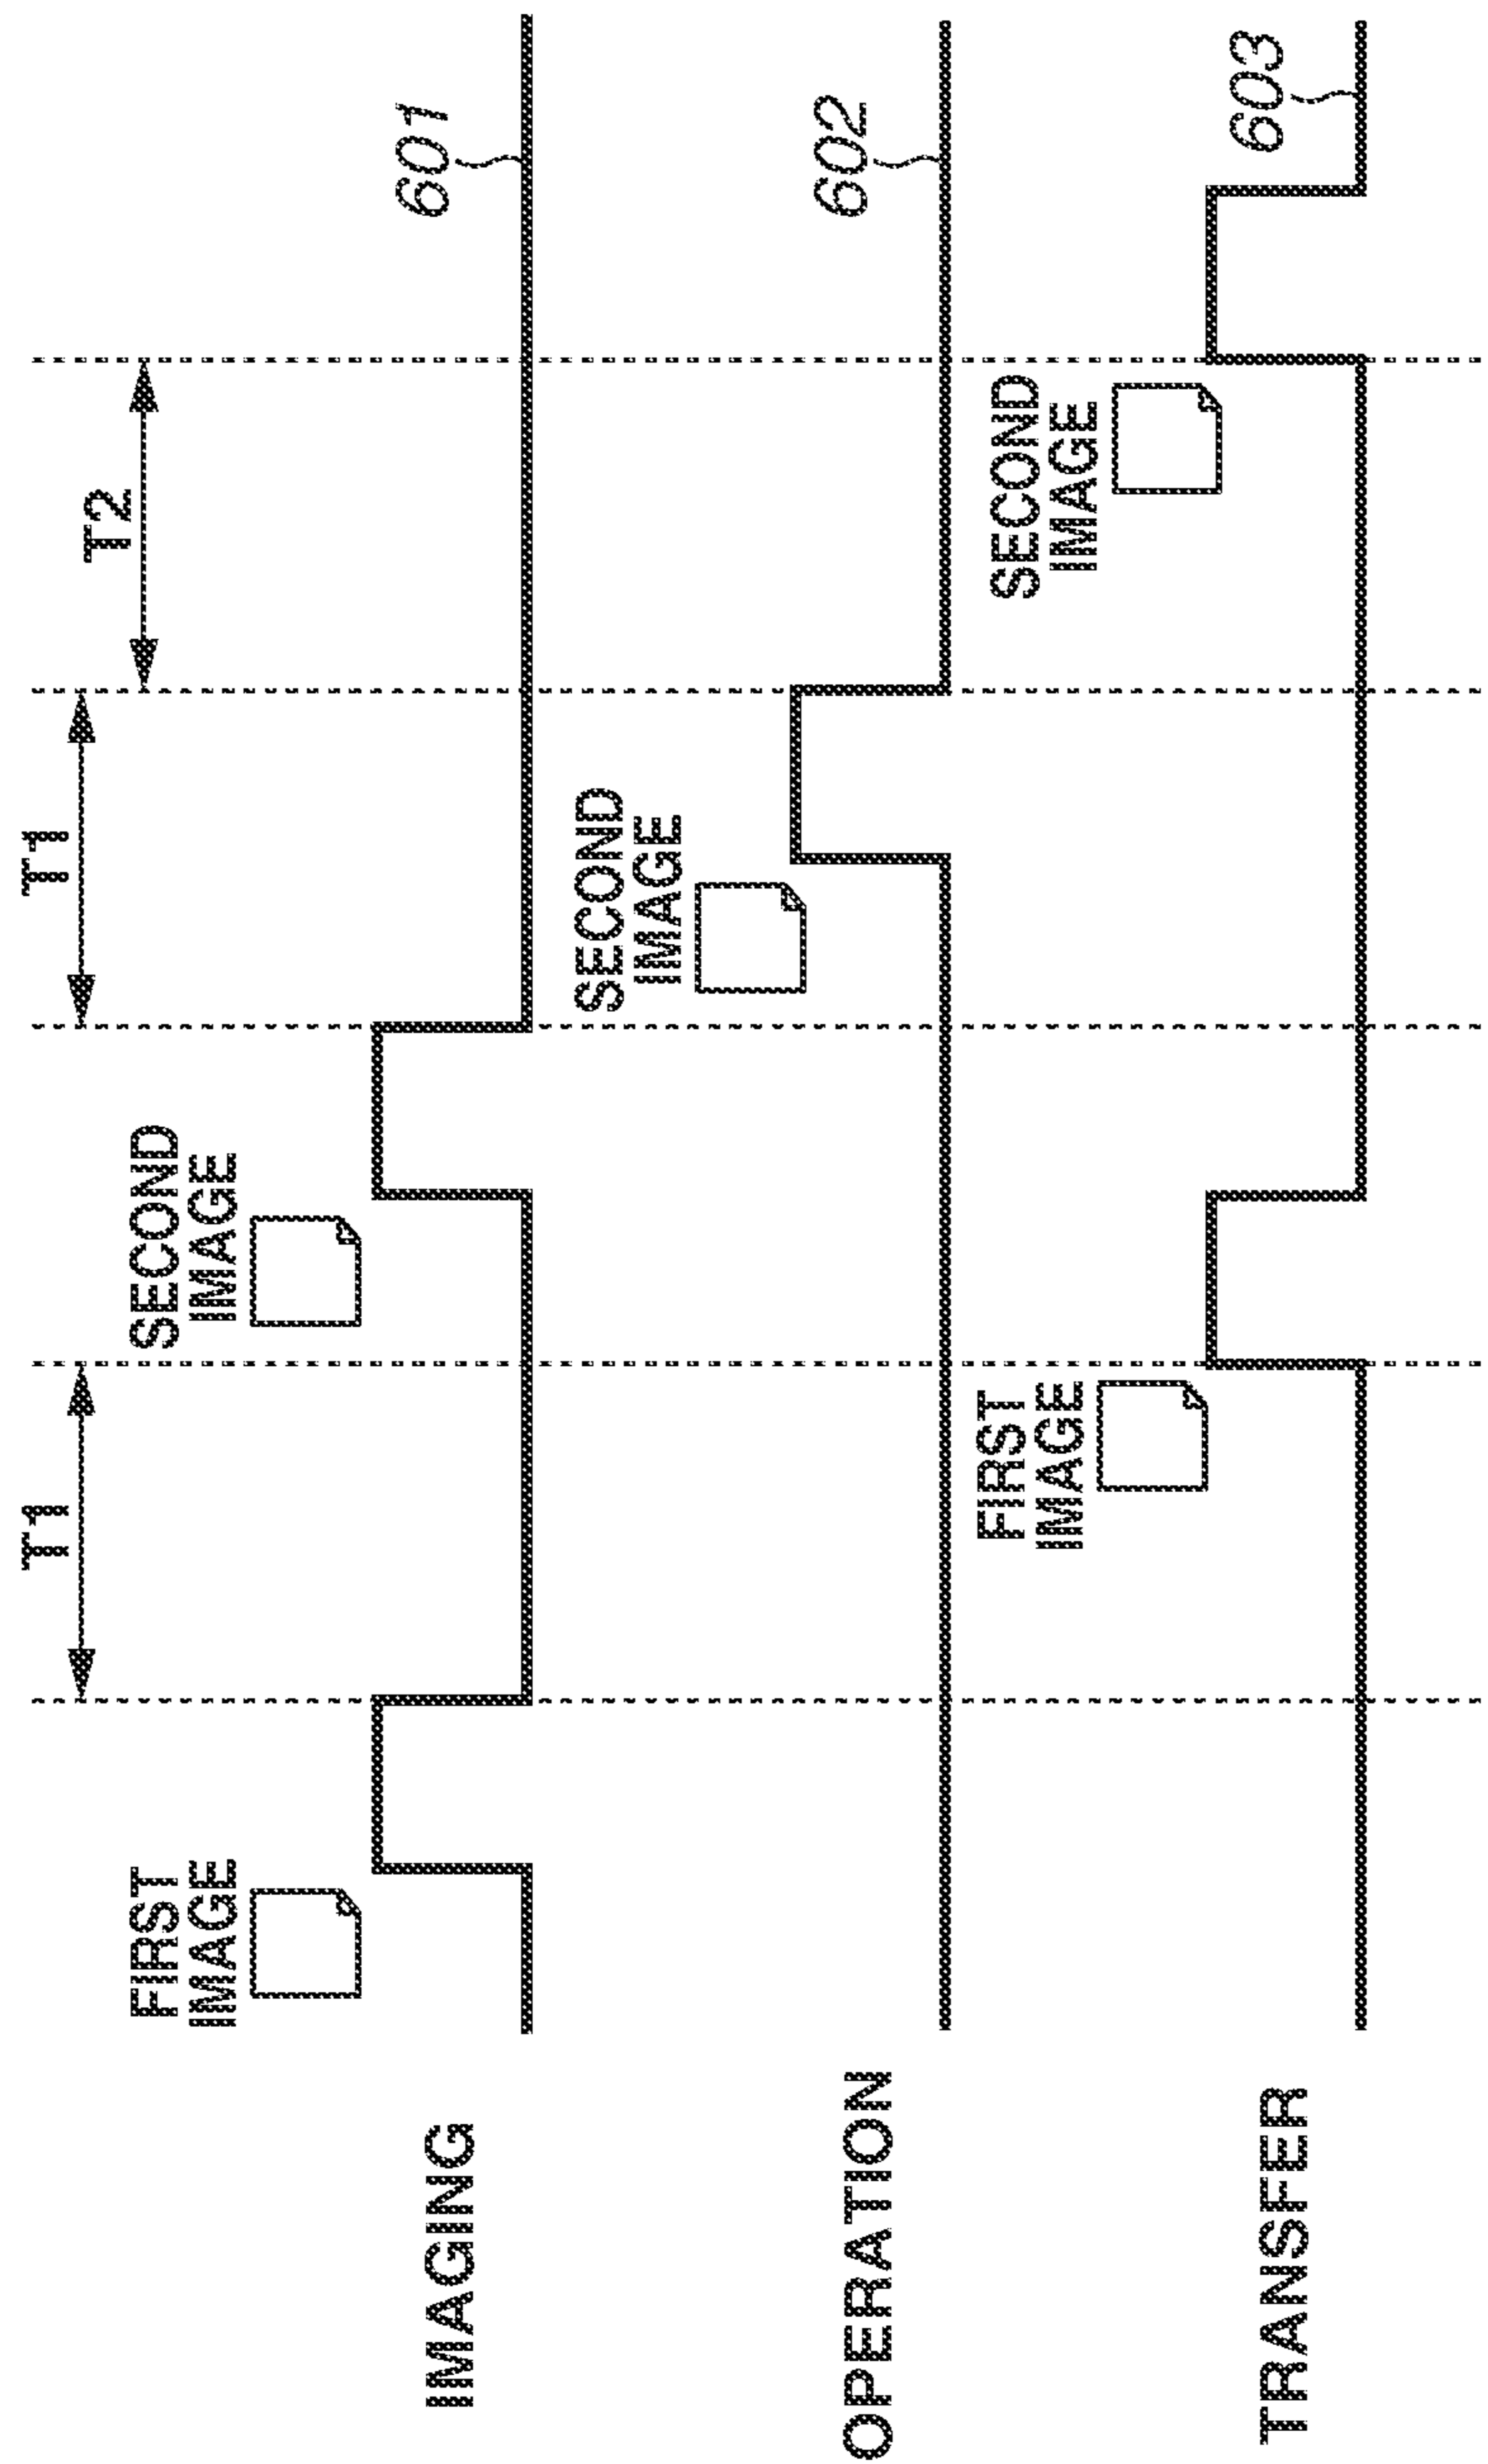 T1
T1
T2
FIRST
IMAGE
SECOND
IMAGE
IMAGING
601
SECOND
IMAGE
OPERATION
602
FIRST
IMAGE
SECOND
IMAGE
TRANSFER
603